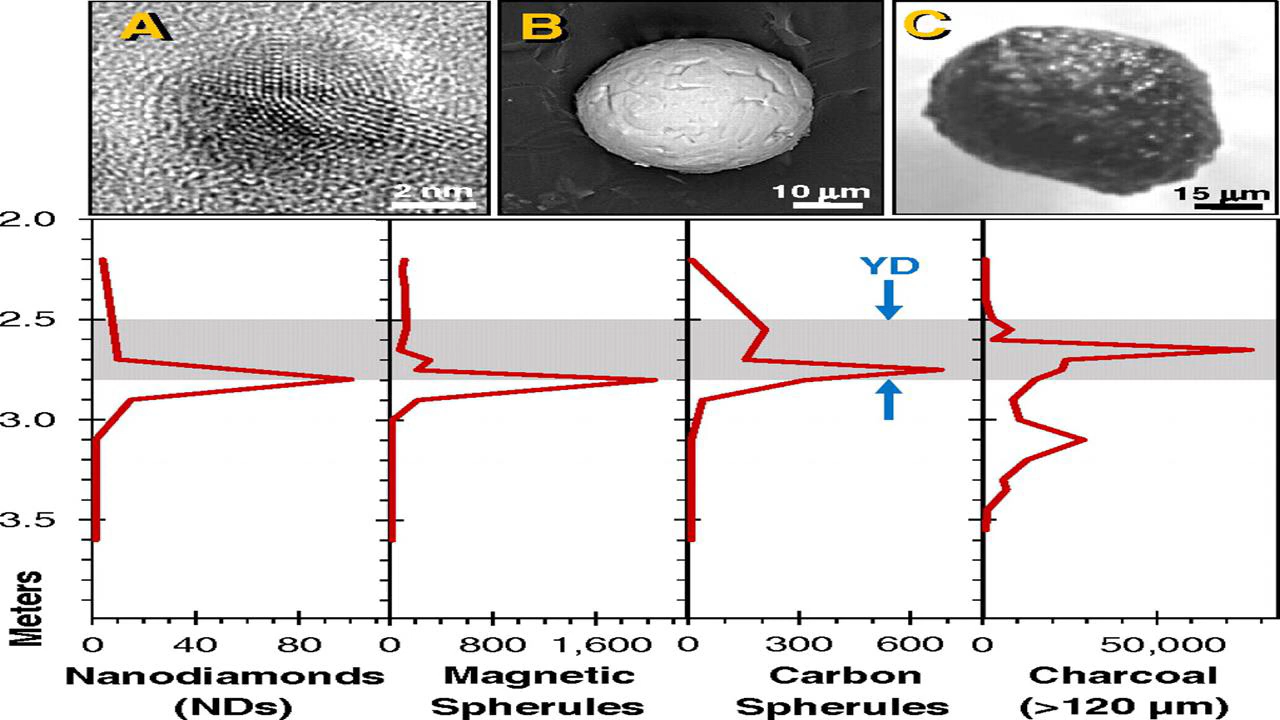 A
B
C
2 nm
10 µm
15 µm
2.0
2.5
3.0
3.5
Meters
YD
0 40 80
0 800 1,600
0 300 600
0 50,000
Nanodiamonds
(NDs)
Magnetic
Spherules
Carbon
Spherules
Charcoal
(>120 µm)